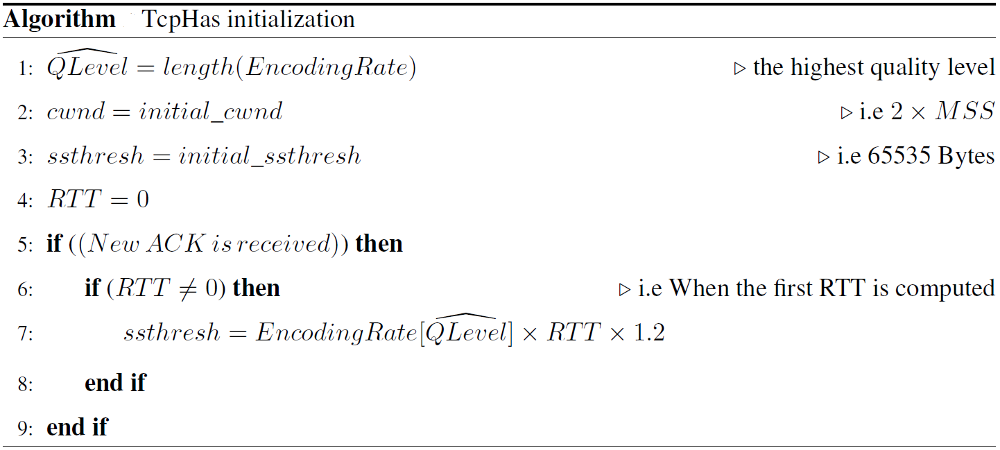 Algorithm TcpHas initialization
1: $\widehat{QLevel} = length(EncodingRate)$ ▷ the highest quality level
2: $cwnd = initial\_cwnd$ ▷ i.e $2 \times MSS$
3: $ssthresh = initial\_ssthresh$ ▷ i.e 65535 Bytes
4: $RTT = 0$
5: if $((New\ ACK\ is\ received))$ then
6: if $(RTT \neq 0)$ then ▷ i.e When the first RTT is computed
7: $ssthresh = EncodingRate[\widehat{QLevel}] \times RTT \times 1.2$
8: end if
9: end if